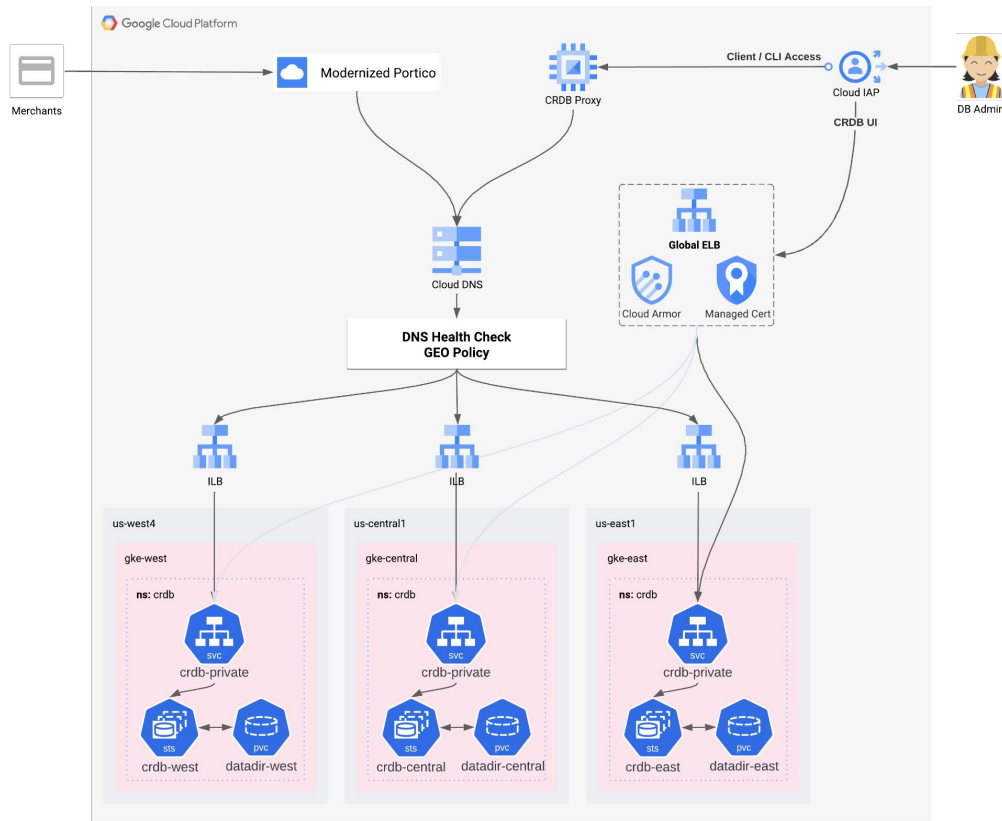 Google Cloud Platform
Merchants
Modernized Portico
CRDB Proxy
Client / CLI Access
Cloud IAP
DB Admin
CRDB UI
Global ELB
Cloud Armor
Managed Cert
Cloud DNS
DNS Health Check
GEO Policy
ILB
ILB
ILB
us-west4
gke-west
ns: crdb
svc
crdb-private
sts
crdb-west
pvc
datadir-west
us-central1
gke-central
ns: crdb
svc
crdb-private
sts
crdb-central
pvc
datadir-central
us-east1
gke-east
ns: crdb
svc
crdb-private
sts
crdb-east
pvc
datadir-east